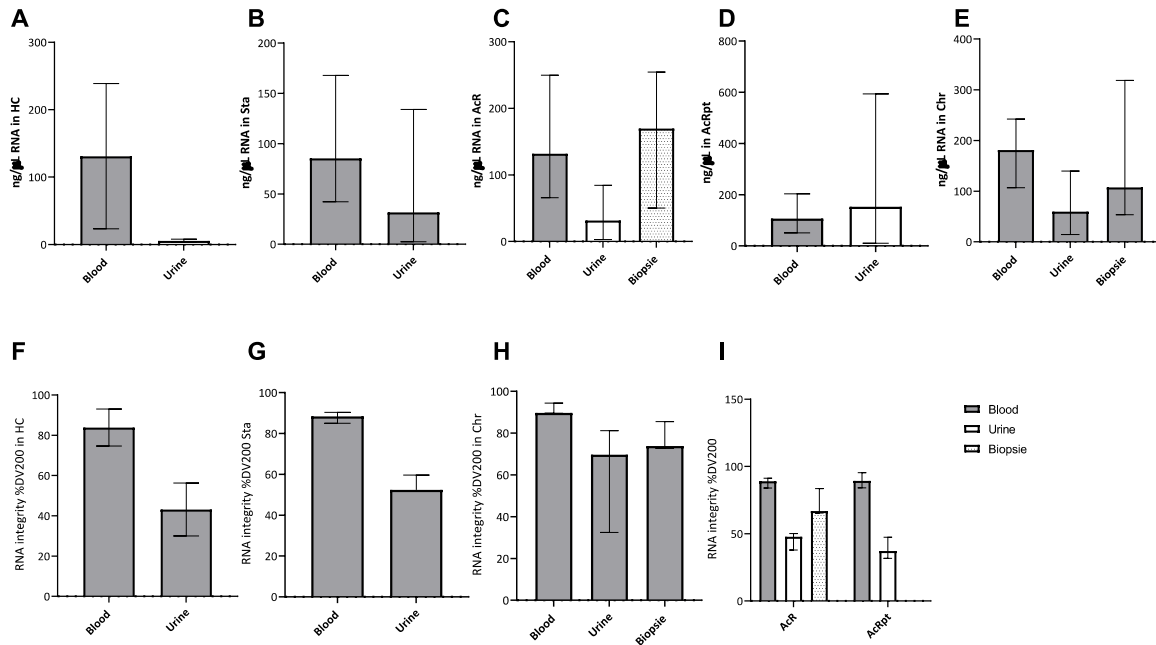 A
ng/µL RNA in HC
300
200
100
0
Blood
Urine
B
ng/µL RNA in Sta
200
150
100
50
0
Blood
Urine
C
ng/µL RNA in AcR
300
200
100
0
Blood
Urine
Biopsie
D
ng/µL in AcRpt
800
600
400
200
0
Blood
Urine
E
ng/µL RNA in Chr
400
300
200
100
0
Blood
Urine
Biopsie
F
RNA integrity %DV200 in HC
100
80
60
40
20
0
Blood
Urine
G
RNA integrity %DV200 Sta
100
80
60
40
20
0
Blood
Urine
H
RNA integrity %DV200 in Chr
100
80
60
40
20
0
Blood
Urine
Biopsie
I
RNA integrity %DV200
150
100
50
0
AcR
AcRpt
Blood
Urine
Biopsie